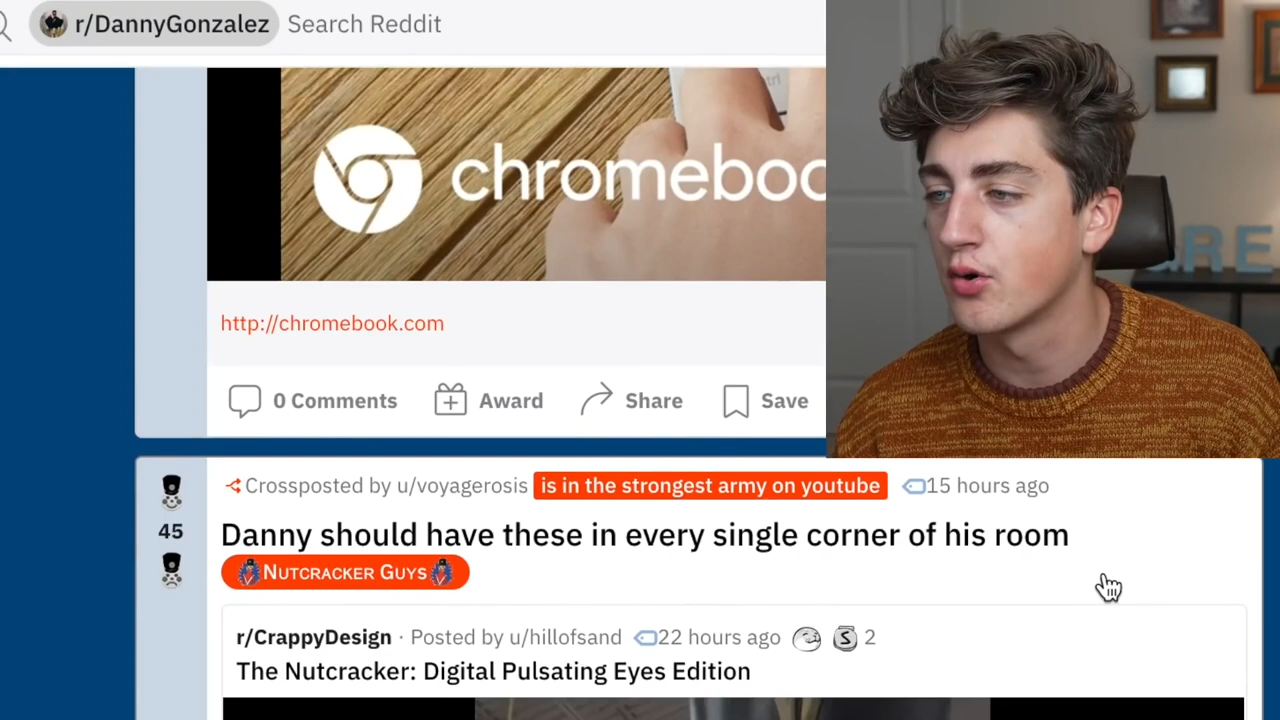 r/DannyGonzalez Search Reddit
chromeboo
http://chromebook.com
0 Comments Award Share Save
Crossposted by u/voyagerosis is in the strongest army on youtube 15 hours ago
45
Danny should have these in every single corner of his room
NUTCRACKER GUYS
r/CrappyDesign · Posted by u/hillofsand 22 hours ago S 2
The Nutcracker: Digital Pulsating Eyes Edition
RE